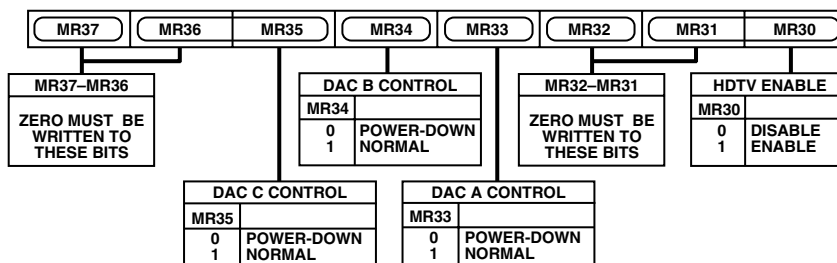 MR37 MR36 MR35 MR34 MR33 MR32 MR31 MR30
MR37–MR36
ZERO MUST BE
WRITTEN TO
THESE BITS
DAC B CONTROL
MR34
0 POWER-DOWN
1 NORMAL
MR32–MR31
ZERO MUST BE
WRITTEN TO
THESE BITS
HDTV ENABLE
MR30
0 DISABLE
1 ENABLE
DAC C CONTROL
MR35
0 POWER-DOWN
1 NORMAL
DAC A CONTROL
MR33
0 POWER-DOWN
1 NORMAL